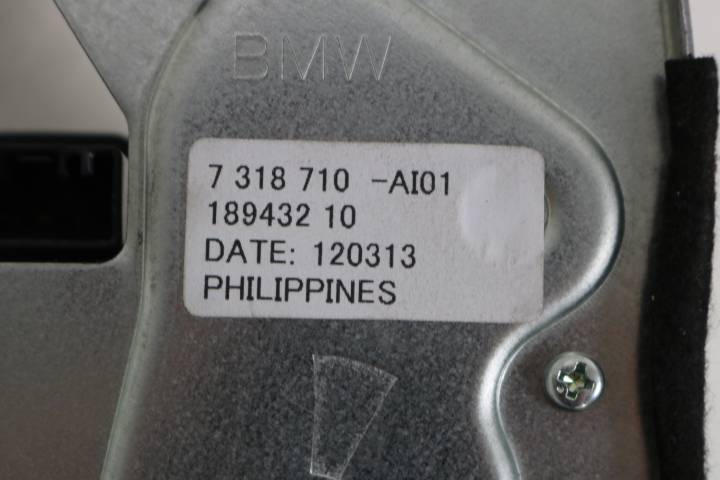 BMW
7 318 710 -AI01
189432 10
DATE: 120313
PHILIPPINES